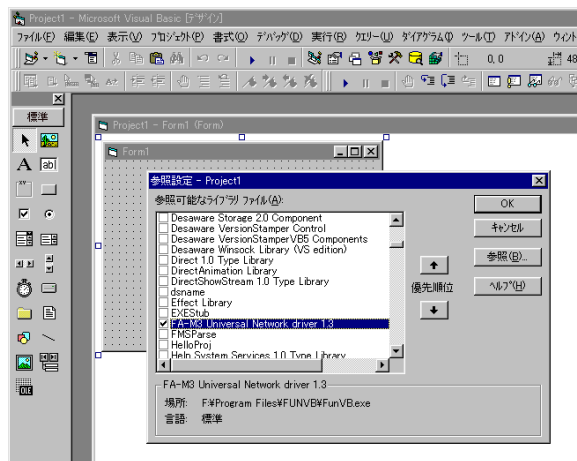 Project1 - Microsoft Visual Basic [ﾃﾞｻﾞｲﾝ]
ﾌｧｲﾙ(F) 編集(E) 表示(V) ﾌﾟﾛｼﾞｪｸﾄ(P) 書式(O) ﾃﾞﾊﾞｯｸﾞ(D) 実行(R) ｸｴﾘｰ(U) ﾀﾞｲｱｸﾞﾗﾑ(I) ﾂｰﾙ(T) ｱﾄﾞｲﾝ(A) ｳｨﾝﾄ
0, 0 48
標準
A ab|
Project1 - Form1 (Form)
Form1
参照設定 - Project1
参照可能なﾗｲﾌﾞﾗﾘ ﾌｧｲﾙ(A):
Desaware Storage 2.0 Component
Desaware VersionStamper Control
Desaware VersionStamperVB5 Components
Desaware Winsock Library (VS edition)
Direct 1.0 Type Library
DirectAnimation Library
DirectShowStream 1.0 Type Library
dsname
Effect Library
EXEStub
FA-M3 Universal Network driver 1.3
FMSParse
HelloProj
Help System Services 1.0 Type Library
優先順位
OK
ｷｬﾝｾﾙ
参照(B)...
ﾍﾙﾌﾟ(H)
FA-M3 Universal Network driver 1.3
場所: F:¥Program Files¥FUNVB¥FunVB.exe
言語: 標準